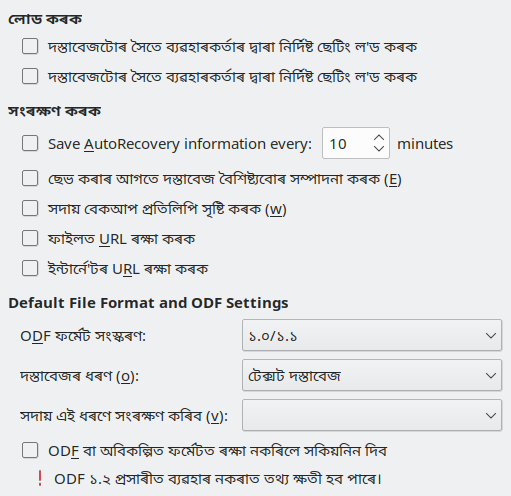 লোড কৰক
দস্তাবেজটোৰ সৈতে ব্যৱহাৰকৰ্তাৰ দ্বাৰা নিৰ্দিষ্ট ছেটিং ল'ড কৰক
দস্তাবেজটোৰ সৈতে ব্যৱহাৰকৰ্তাৰ দ্বাৰা নিৰ্দিষ্ট ছেটিং ল'ড কৰক
সংৰক্ষণ কৰক
Save AutoRecovery information every: 10 minutes
ছেভ কৰাৰ আগতে দস্তাবেজ বৈশিষ্ট্যবোৰ সম্পাদনা কৰক (E)
সদায় বেকআপ প্ৰতিলিপি সৃষ্টি কৰক (w)
ফাইলত URL ৰক্ষা কৰক
ইন্টাৰ্নে'টৰ URL ৰক্ষা কৰক
Default File Format and ODF Settings
ODF ফৰ্মেট সংস্কৰণ: ১.০/১.১
দস্তাবেজৰ ধৰণ (o): টেক্সট দস্তাবেজ
সদায় এই ধৰণে সংৰক্ষণ কৰিব (v):
ODF বা অবিকল্পিত ফৰ্মেটত ৰক্ষা নকৰিলে সকিয়নিন দিব
! ODF ১.২ প্ৰসাৰীত ব্যৱহাৰ নকৰাত তথ্য ক্ষতী হব পাৰে।